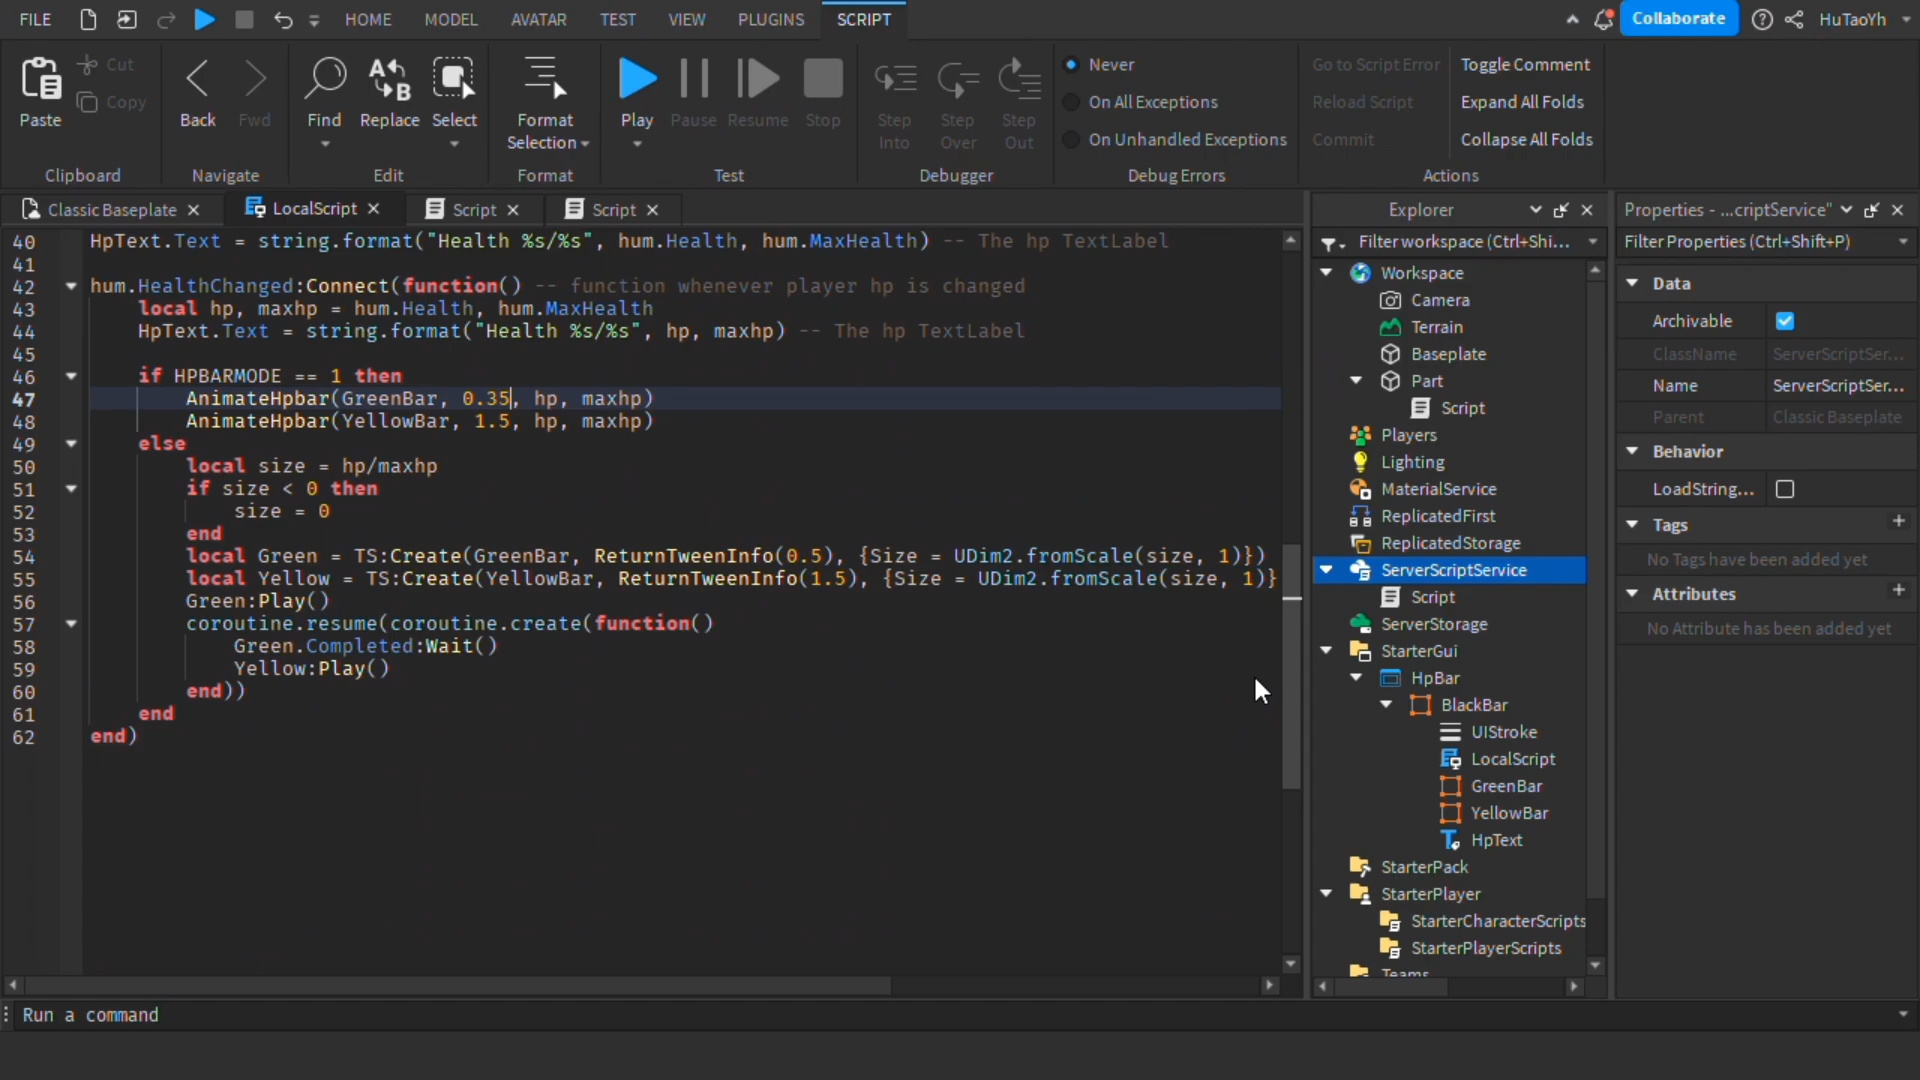 FILE HOME MODEL AVATAR TEST VIEW PLUGINS SCRIPT Collaborate HuTaoYh
Paste Cut Copy Back Fwd Find Replace Select Format Selection Play Pause Resume Stop Step Into Step Over Step Out Never On All Exceptions On Unhandled Exceptions Go to Script Error Reload Script Commit Toggle Comment Expand All Folds Collapse All Folds
Clipboard Navigate Edit Format Test Debugger Debug Errors Actions
Classic Baseplate LocalScript Script Script
40 HpText.Text = string.format("Health %s/%s", hum.Health, hum.MaxHealth) -- The hp TextLabel
41
42 hum.HealthChanged:Connect(function() -- function whenever player hp is changed
43 local hp, maxhp = hum.Health, hum.MaxHealth
44 HpText.Text = string.format("Health %s/%s", hp, maxhp) -- The hp TextLabel
45
46 if HPBARMODE == 1 then
47 AnimateHpbar(GreenBar, 0.35, hp, maxhp)
48 AnimateHpbar(YellowBar, 1.5, hp, maxhp)
49 else
50 local size = hp/maxhp
51 if size < 0 then
52 size = 0
53 end
54 local Green = TS:Create(GreenBar, ReturnTweenInfo(0.5), {Size = UDim2.fromScale(size, 1)})
55 local Yellow = TS:Create(YellowBar, ReturnTweenInfo(1.5), {Size = UDim2.fromScale(size, 1)}
56 Green:Play()
57 coroutine.resume(coroutine.create(function()
58 Green.Completed:Wait()
59 Yellow:Play()
60 end))
61 end
62 end)
Run a command
Explorer
Filter workspace (Ctrl+Shi...
Workspace
Camera
Terrain
Baseplate
Part
Script
Players
Lighting
MaterialService
ReplicatedFirst
ReplicatedStorage
ServerScriptService
Script
ServerStorage
StarterGui
HpBar
BlackBar
UIStroke
LocalScript
GreenBar
YellowBar
HpText
StarterPack
StarterPlayer
StarterCharacterScripts
StarterPlayerScripts
Teams
Properties - ...criptService"
Filter Properties (Ctrl+Shift+P)
Data
Archivable
ClassName ServerScriptSer...
Name ServerScriptSer...
Parent Classic Baseplate
Behavior
LoadString...
Tags +
No Tags have been added yet
Attributes +
No Attribute has been added yet